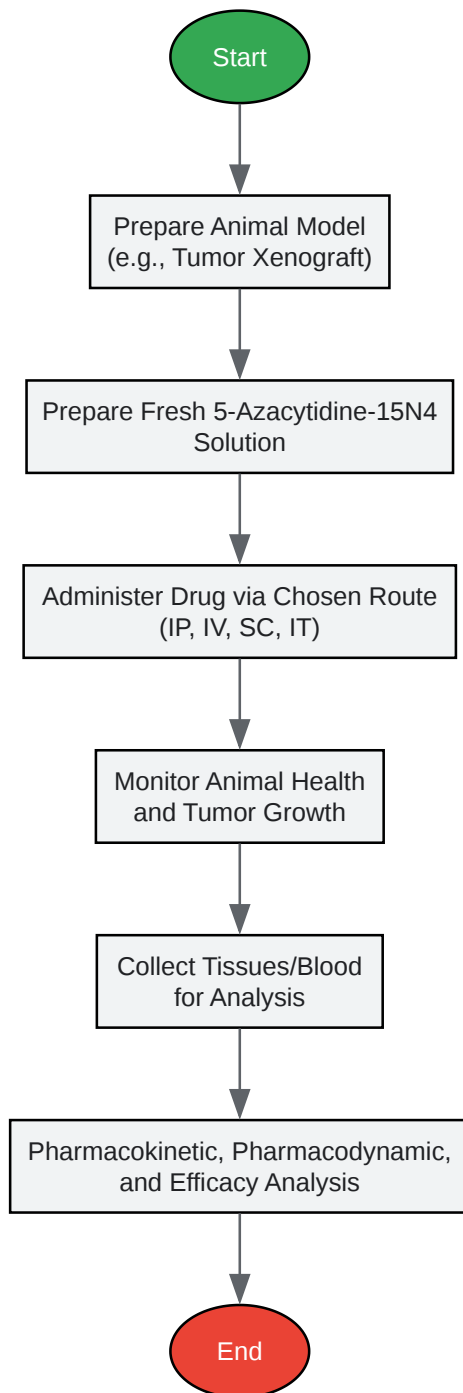 Start
Prepare Animal Model
(e.g., Tumor Xenograft)
Prepare Fresh 5-Azacytidine-15N4
Solution
Administer Drug via Chosen Route
(IP, IV, SC, IT)
Monitor Animal Health
and Tumor Growth
Collect Tissues/Blood
for Analysis
Pharmacokinetic, Pharmacodynamic,
and Efficacy Analysis
End